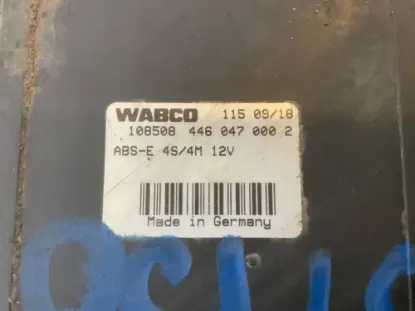 WABCO 115 09/18
108508 446 047 000 2
ABS-E 4S/4M 12V
Made in Germany